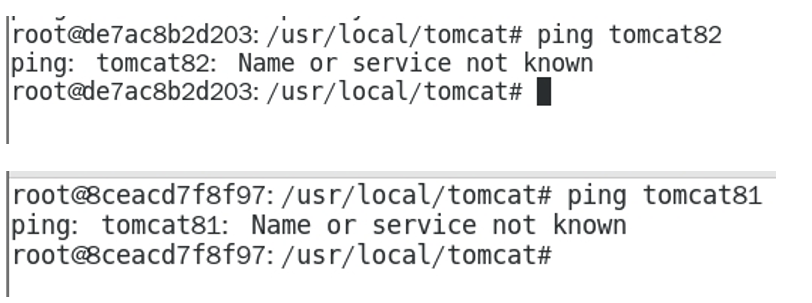 root@de7ac8b2d203:/usr/local/tomcat# ping tomcat82
ping: tomcat82: Name or service not known
root@de7ac8b2d203:/usr/local/tomcat#
root@8ceacd7f8f97:/usr/local/tomcat# ping tomcat81
ping: tomcat81: Name or service not known
root@8ceacd7f8f97:/usr/local/tomcat#